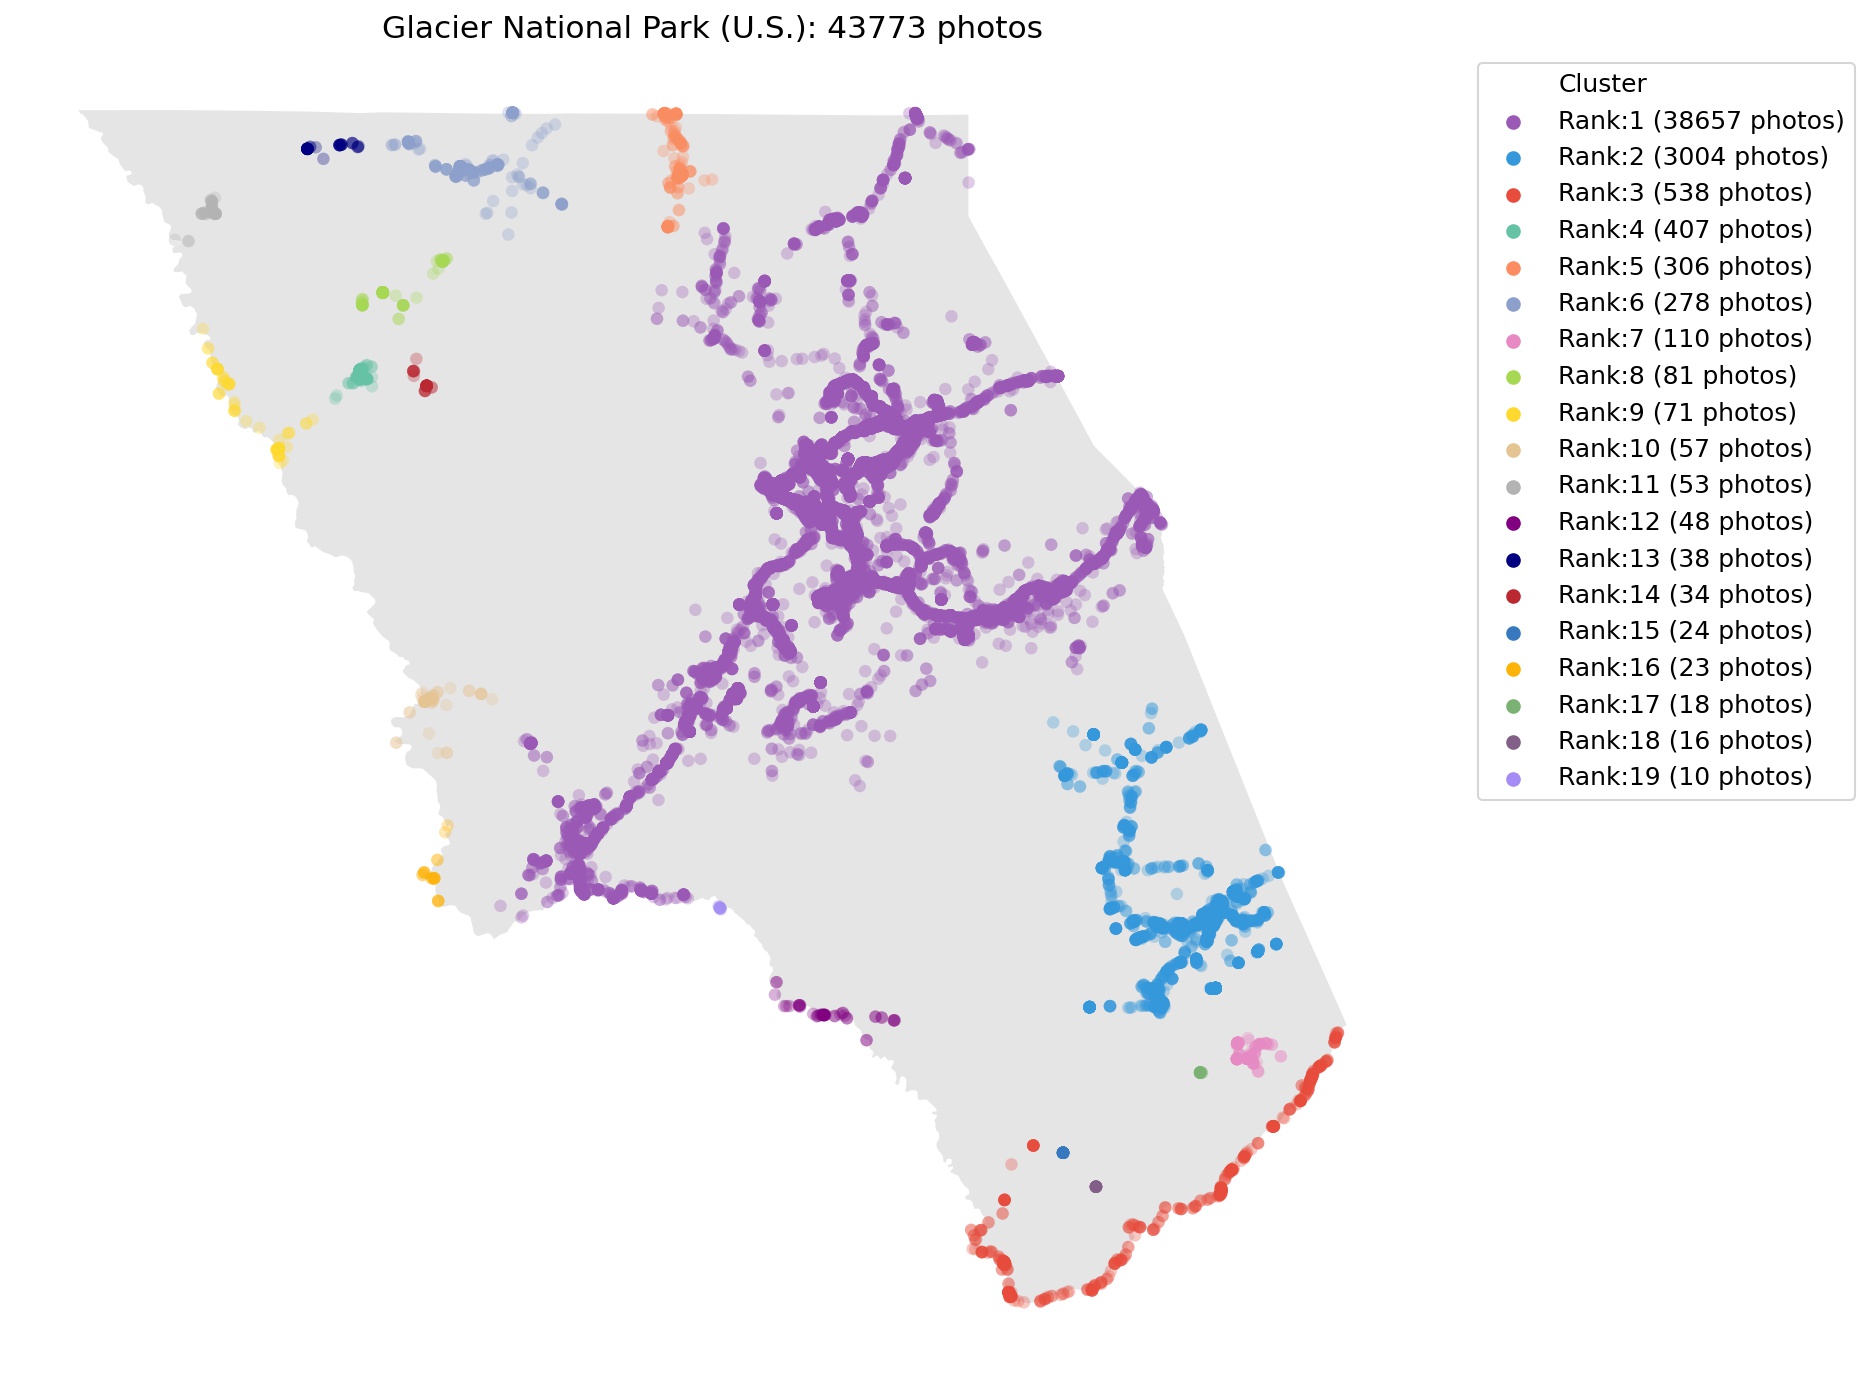 Glacier National Park (U.S.): 43773 photos
Cluster
Rank:1 (38657 photos)
Rank:2 (3004 photos)
Rank:3 (538 photos)
Rank:4 (407 photos)
Rank:5 (306 photos)
Rank:6 (278 photos)
Rank:7 (110 photos)
Rank:8 (81 photos)
Rank:9 (71 photos)
Rank:10 (57 photos)
Rank:11 (53 photos)
Rank:12 (48 photos)
Rank:13 (38 photos)
Rank:14 (34 photos)
Rank:15 (24 photos)
Rank:16 (23 photos)
Rank:17 (18 photos)
Rank:18 (16 photos)
Rank:19 (10 photos)